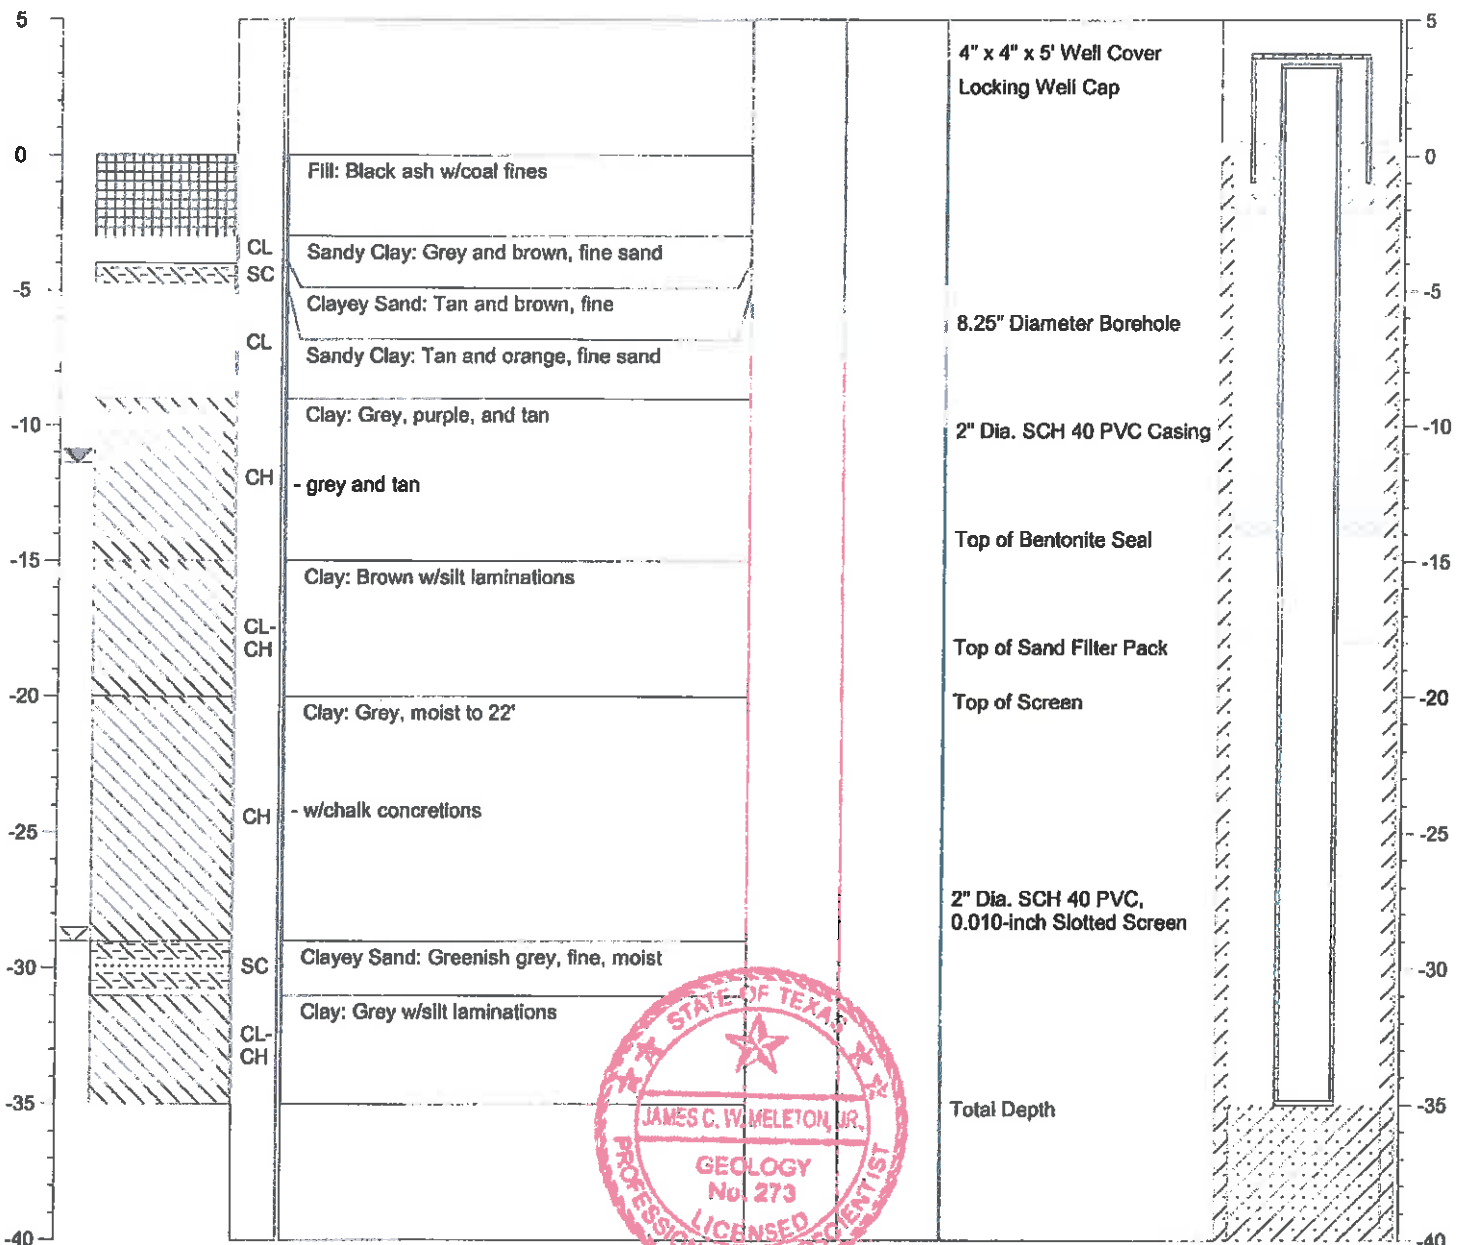 5
0
-5
-10
-15
-20
-25
-30
-35
-40
CL
SC
CL
CH
CL-
CH
CH
SC
CL-
CH
Fill: Black ash w/coal fines
Sandy Clay: Grey and brown, fine sand
Clayey Sand: Tan and brown, fine
Sandy Clay: Tan and orange, fine sand
Clay: Grey, purple, and tan
- grey and tan
Clay: Brown w/silt laminations
Clay: Grey, moist to 22'
- w/chalk concretions
Clayey Sand: Greenish grey, fine, moist
Clay: Grey w/silt laminations
4" x 4" x 5' Well Cover
Locking Well Cap
8.25" Diameter Borehole
2" Dia. SCH 40 PVC Casing
Top of Bentonite Seal
Top of Sand Filter Pack
Top of Screen
2" Dia. SCH 40 PVC,
0.010-inch Slotted Screen
Total Depth
5
0
-5
-10
-15
-20
-25
-30
-35
-40
STATE OF TEXAS
JAMES C. W. MELETON, JR.
GEOLOGY
No. 273
LICENSED